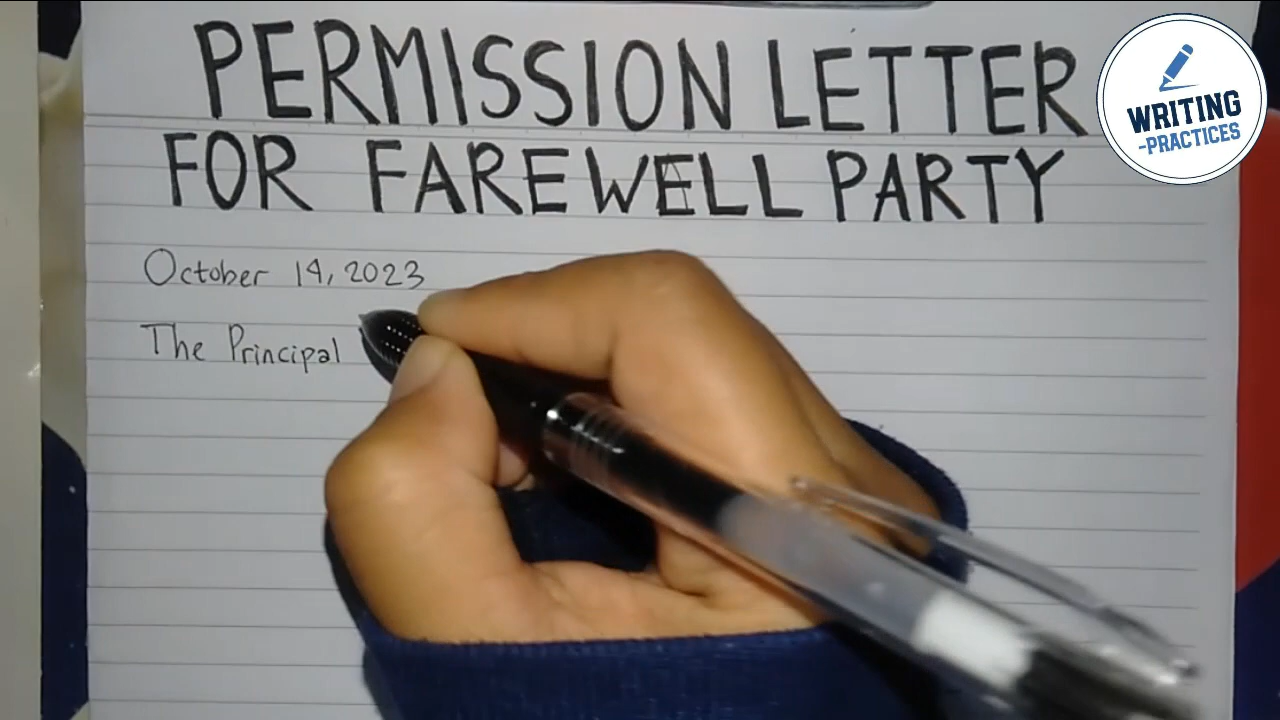 PERMISSION LETTER
FOR FAREWELL PARTY
WRITING
-PRACTICES
October 14, 2023
The Principal